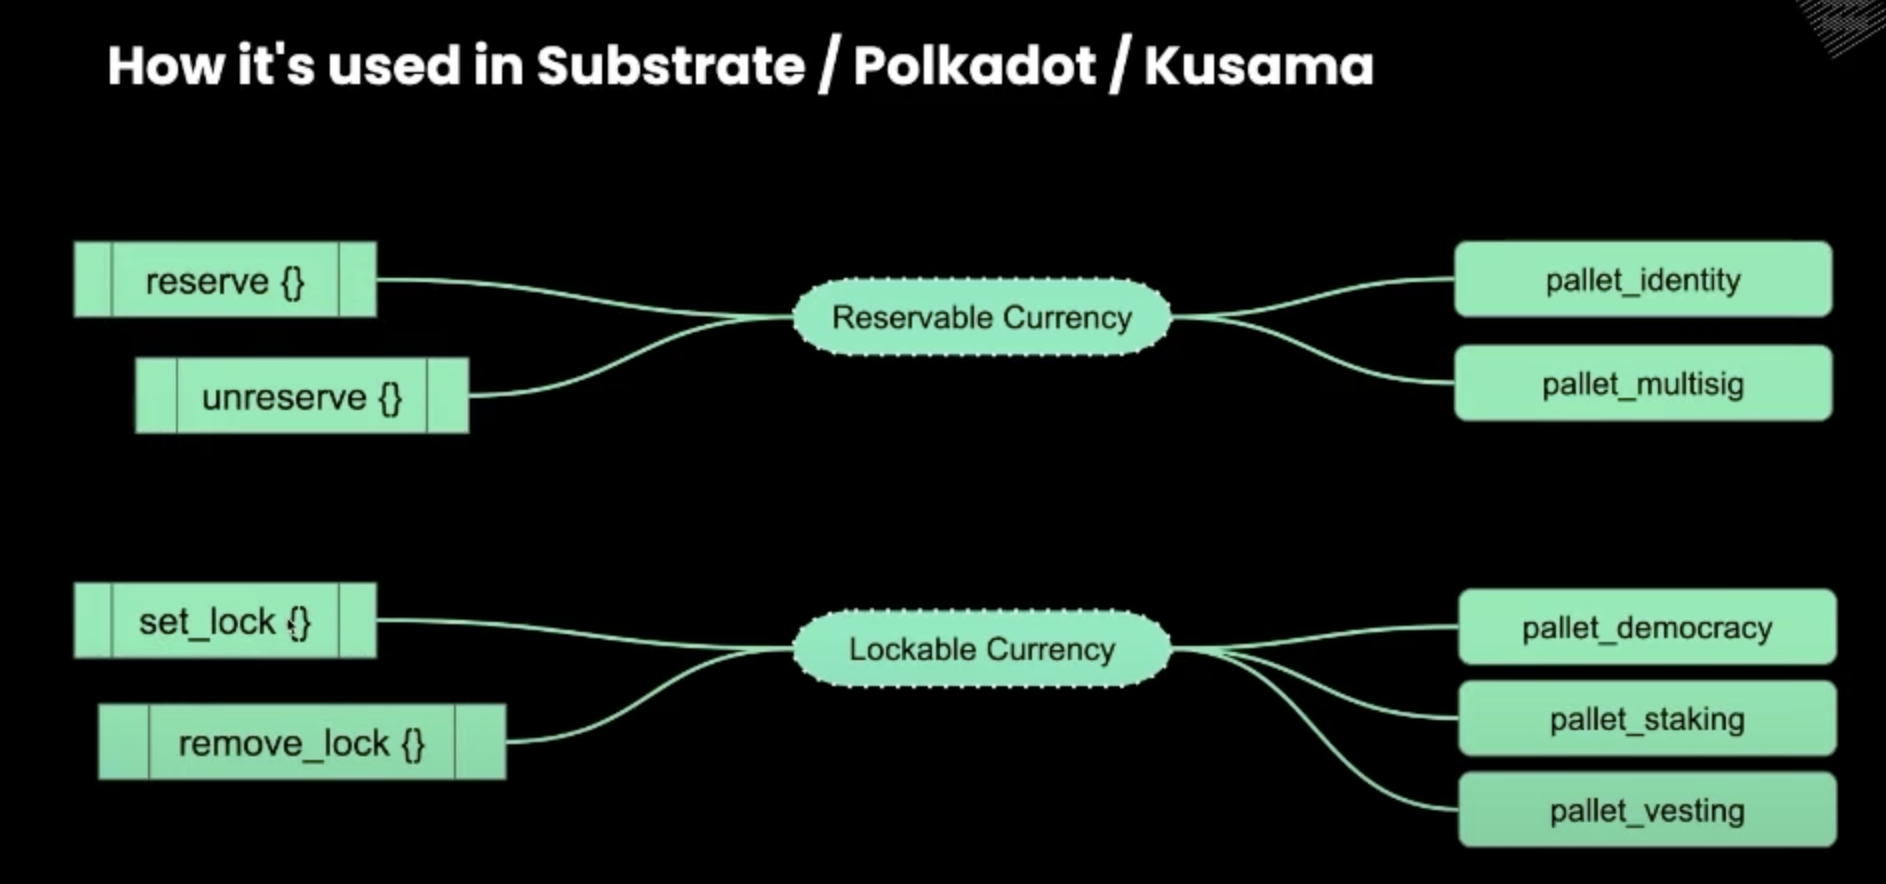 How it's used in Substrate / Polkadot / Kusama
reserve {}
unreserve {}
Reservable Currency
pallet_identity
pallet_multisig
set_lock {}
remove_lock {}
Lockable Currency
pallet_democracy
pallet_staking
pallet_vesting